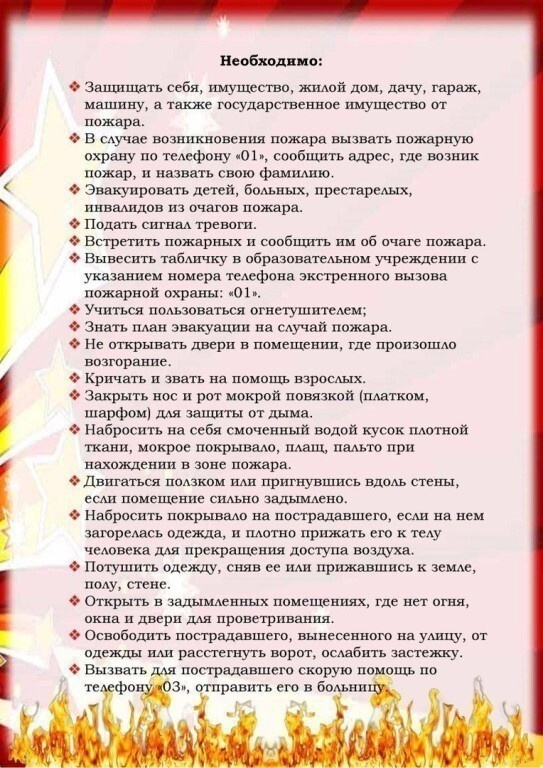 Необходимо:
❖ Защищать себя, имущество, жилой дом, дачу, гараж,
машину, а также государственное имущество от
пожара.
❖ В случае возникновения пожара вызвать пожарную
охрану по телефону «01», сообщить адрес, где возник
пожар, и назвать свою фамилию.
❖ Эвакуировать детей, больных, престарелых,
инвалидов из очагов пожара.
❖ Подать сигнал тревоги.
❖ Встретить пожарных и сообщить им об очаге пожара.
❖ Вывесить табличку в образовательном учреждении с
указанием номера телефона экстренного вызова
пожарной охраны: «01».
❖ Учиться пользоваться огнетушителем;
❖ Знать план эвакуации на случай пожара.
❖ Не открывать двери в помещении, где произошло
возгорание.
❖ Кричать и звать на помощь взрослых.
❖ Закрыть нос и рот мокрой повязкой (платком,
шарфом) для защиты от дыма.
❖ Набросить на себя смоченный водой кусок плотной
ткани, мокрое покрывало, плащ, пальто при
нахождении в зоне пожара.
❖ Двигаться ползком или пригнувшись вдоль стены,
если помещение сильно задымлено.
❖ Набросить покрывало на пострадавшего, если на нем
загорелась одежда, и плотно прижать его к телу
человека для прекращения доступа воздуха.
❖ Потушить одежду, сняв ее или прижавшись к земле,
полу, стене.
❖ Открыть в задымленных помещениях, где нет огня,
окна и двери для проветривания.
❖ Освободить пострадавшего, вынесенного на улицу, от
одежды или расстегнуть ворот, ослабить застежку.
❖ Вызвать для пострадавшего скорую помощь по
телефону «03», отправить его в больницу.